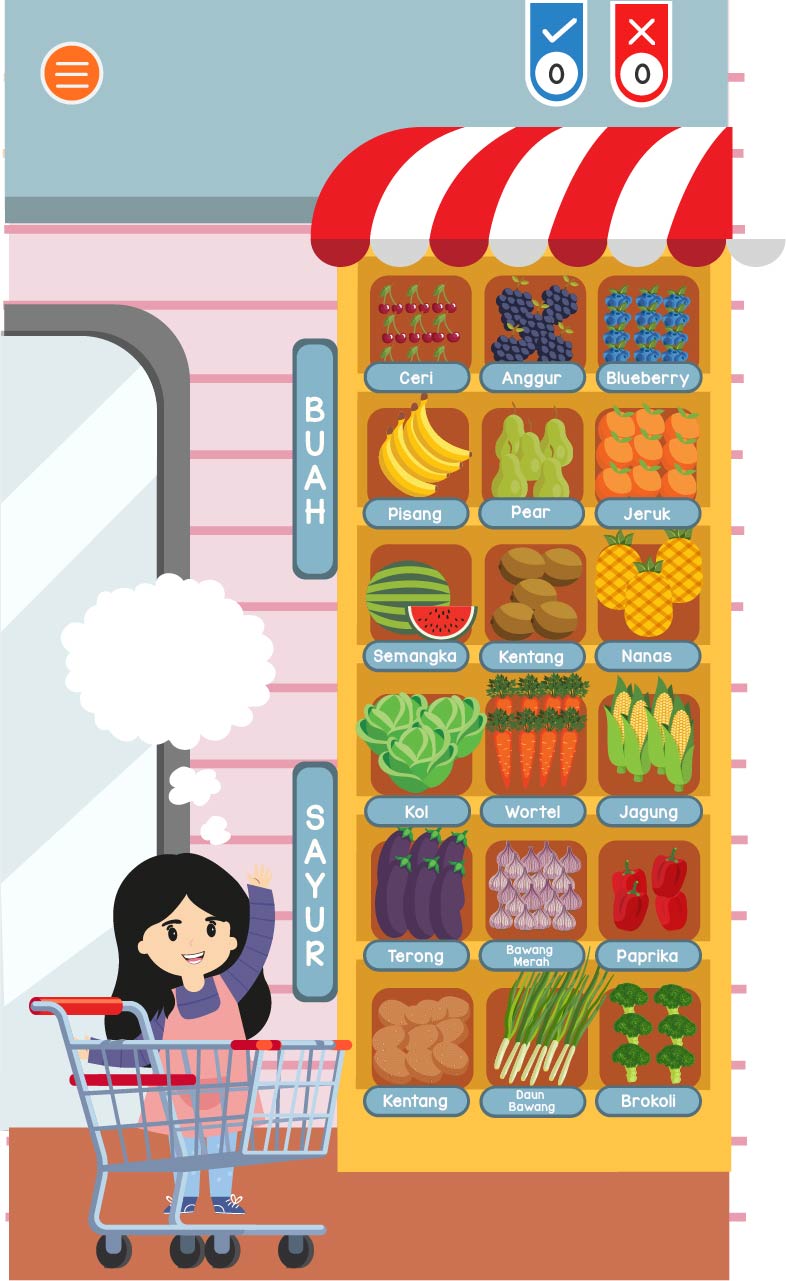 0 0
Ceri Anggur Blueberry
BUAH
Pisang Pear Jeruk
Semangka Kentang Nanas
Kol Wortel Jagung
SAYUR
Terong Bawang Merah Paprika
Kentang Daun Bawang Brokoli